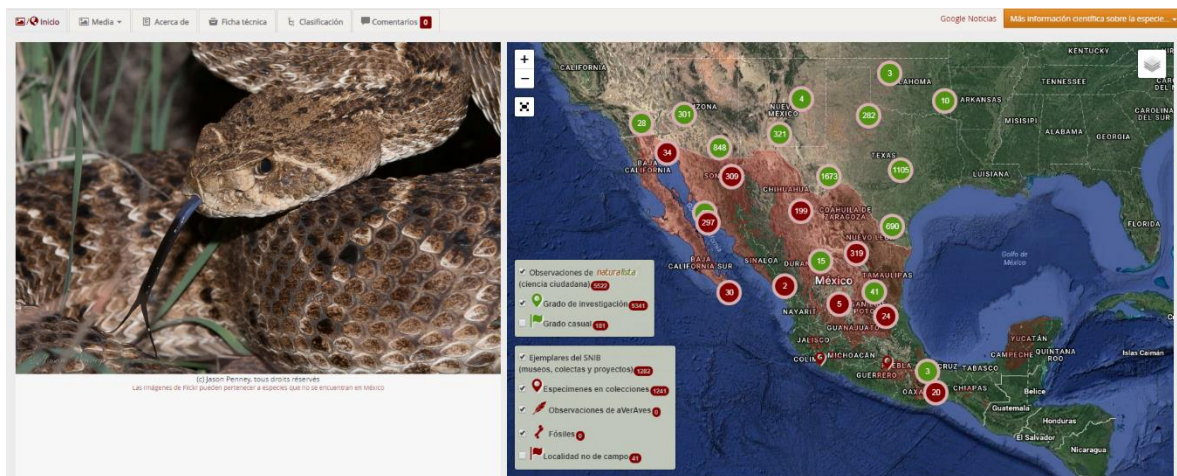 Inicio
Media
Acerca de
Ficha técnica
Clasificación
Comentarios 0
Google Noticias
Más información científica sobre la especie...
(c) Jason Penney, tous droits réservés
Las imágenes de Flickr pueden pertenecer a especies que no se encuentran en México
+
−
CALIFORNIA
KENTUCKY
3
OKLAHOMA
TENNESSEE
4
10
ARKANSAS
301
ARIZONA
NUEVO
MÉXICO
282
28
321
MISISIPI
ALABAMA
GEORGIA
CAROLINA
DEL SUR
848
34
BAJA
CALIFORNIA
TEXAS
309
1673
1105
LUISIANA
CHIHUAHUA
COAHUILA DE
ZARAGOZA
199
297
FLORIDA
690
NUEVO LEÓN
319
BAJA
CALIFORNIA SUR
SINALOA
15
Golfo de
México
TAMAULIPAS
México
30
2
41
5
NAYARIT
24
GUANAJUATO
JALISCO
YUCATÁN
MICHOACÁN
CAMPECHE
QUINTANA
ROO
Islas Caimán
3
TABASCO
GUERRERO
20
CHIAPAS
Belice
Guatemala
Honduras
El Salvador
Nicaragua
Observaciones de naturalista
(ciencia ciudadana) 5522
Grado de investigación 5341
Grado casual 181
Ejemplares del SNIB
(museos, colectas y proyectos) 1282
Especímenes en colecciones 1241
Observaciones de aVerAves 0
Fósiles 0
Localidad no de campo 41